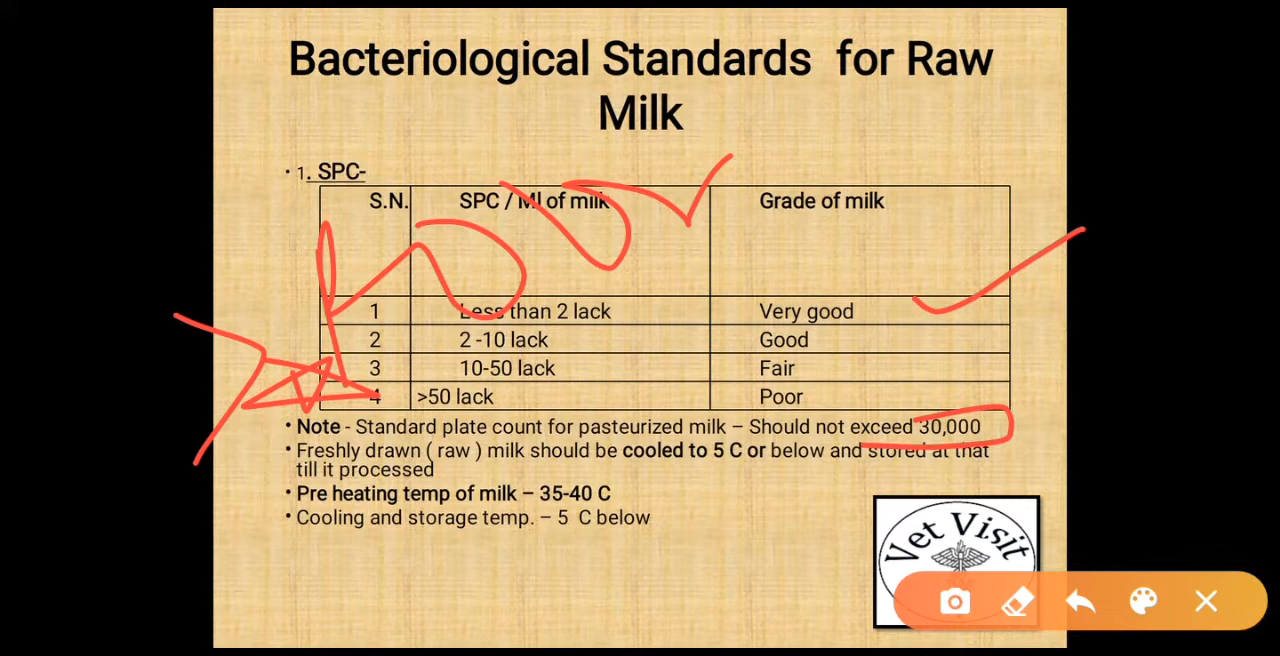 Bacteriological Standards for Raw
Milk
• 1. SPC-
S.N. SPC / Ml of milk Grade of milk
1 Less than 2 lack Very good
2 2 -10 lack Good
3 10-50 lack Fair
4 >50 lack Poor
• Note - Standard plate count for pasteurized milk – Should not exceed 30,000
• Freshly drawn ( raw ) milk should be cooled to 5 C or below and stored at that
till it processed
• Pre heating temp of milk – 35-40 C
• Cooling and storage temp. – 5 C below
Vet Visit